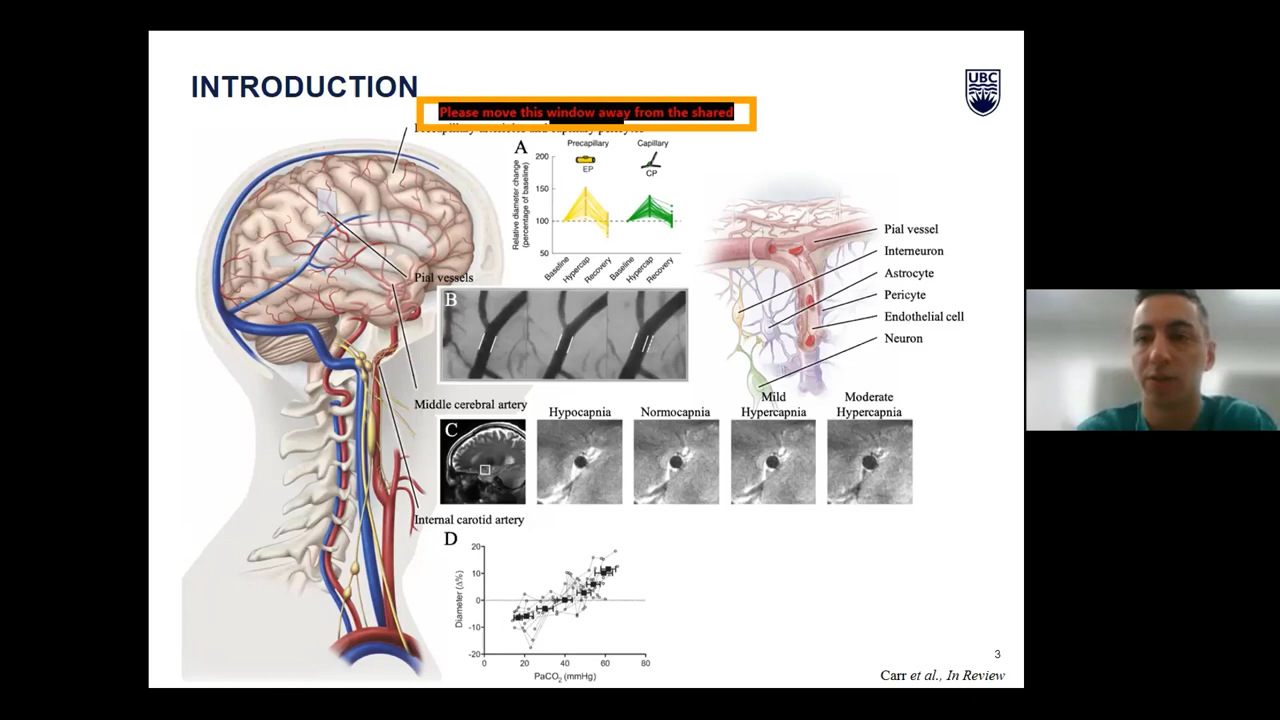 INTRODUCTION
UBC
Please move this window away from the shared
A
Precapillary
Capillary
EP
CP
Relative diameter change
(percentage of baseline)
200
150
100
50
Baseline
Hypercap
Recovery
Baseline
Hypercap
Recovery
Pial vessels
B
Pial vessel
Interneuron
Astrocyte
Pericyte
Endothelial cell
Neuron
Middle cerebral artery
C
Hypocapnia
Normocapnia
Mild
Hypercapnia
Moderate
Hypercapnia
Internal carotid artery
D
Diameter (Δ%)
20
10
0
-10
-20
0
20
40
60
80
PaCO2 (mmHg)
3
Carr et al., In Review